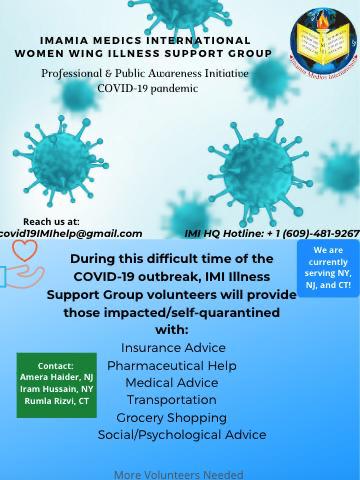 IMAMIA MEDICS INTERNATIONAL
WOMEN WING ILLNESS SUPPORT GROUP
Professional & Public Awareness Initiative
COVID-19 pandemic
Imamia Medics International
Reach us at:
covid19IMIhelp@gmail.com
IMI HQ Hotline: + 1 (609)-481-9267
We are
currently
serving NY,
NJ, and CT!
During this difficult time of the
COVID-19 outbreak, IMI Illness
Support Group volunteers will provide
those impacted/self-quarantined
with:
Insurance Advice
Pharmaceutical Help
Medical Advice
Transportation
Grocery Shopping
Social/Psychological Advice
Contact:
Amera Haider, NJ
Iram Hussain, NY
Rumla Rizvi, CT
More Volunteers Needed